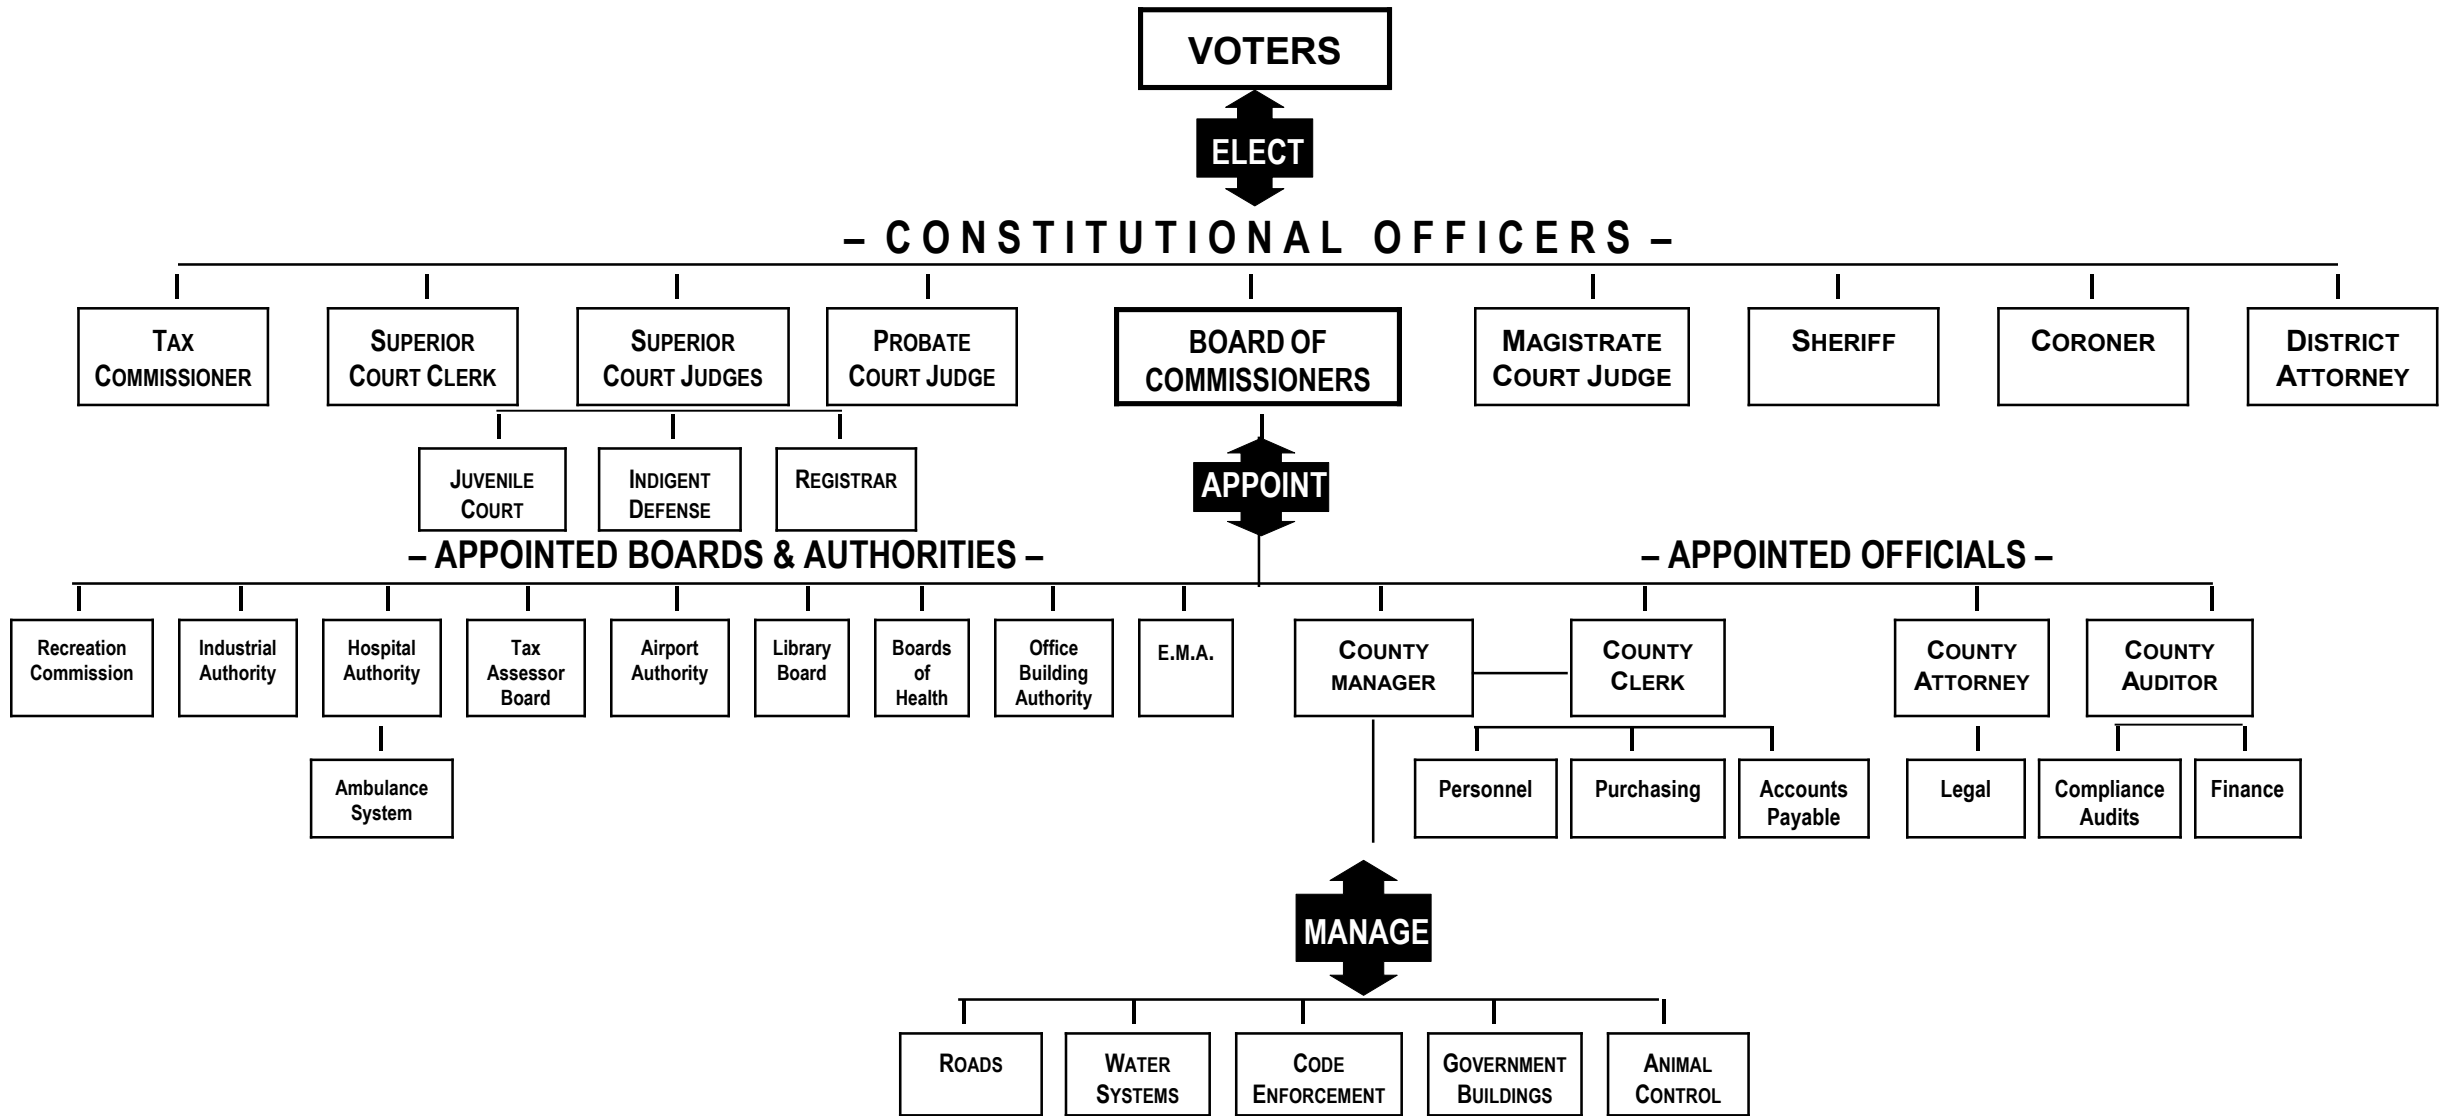 VOTERS
ELECT
– CONSTITUTIONAL OFFICERS –
TAX
COMMISSIONER
SUPERIOR
COURT CLERK
SUPERIOR
COURT JUDGES
PROBATE
COURT JUDGE
BOARD OF
COMMISSIONERS
MAGISTRATE
COURT JUDGE
SHERIFF
CORONER
DISTRICT
ATTORNEY
JUVENILE
COURT
INDIGENT
DEFENSE
REGISTRAR
APPOINT
– APPOINTED BOARDS & AUTHORITIES –
– APPOINTED OFFICIALS –
Recreation
Commission
Industrial
Authority
Hospital
Authority
Tax
Assessor
Board
Airport
Authority
Library
Board
Boards
of
Health
Office
Building
Authority
E.M.A.
COUNTY
MANAGER
COUNTY
CLERK
COUNTY
ATTORNEY
COUNTY
AUDITOR
Ambulance
System
Personnel
Purchasing
Accounts
Payable
Legal
Compliance
Audits
Finance
MANAGE
ROADS
WATER
SYSTEMS
CODE
ENFORCEMENT
GOVERNMENT
BUILDINGS
ANIMAL
CONTROL